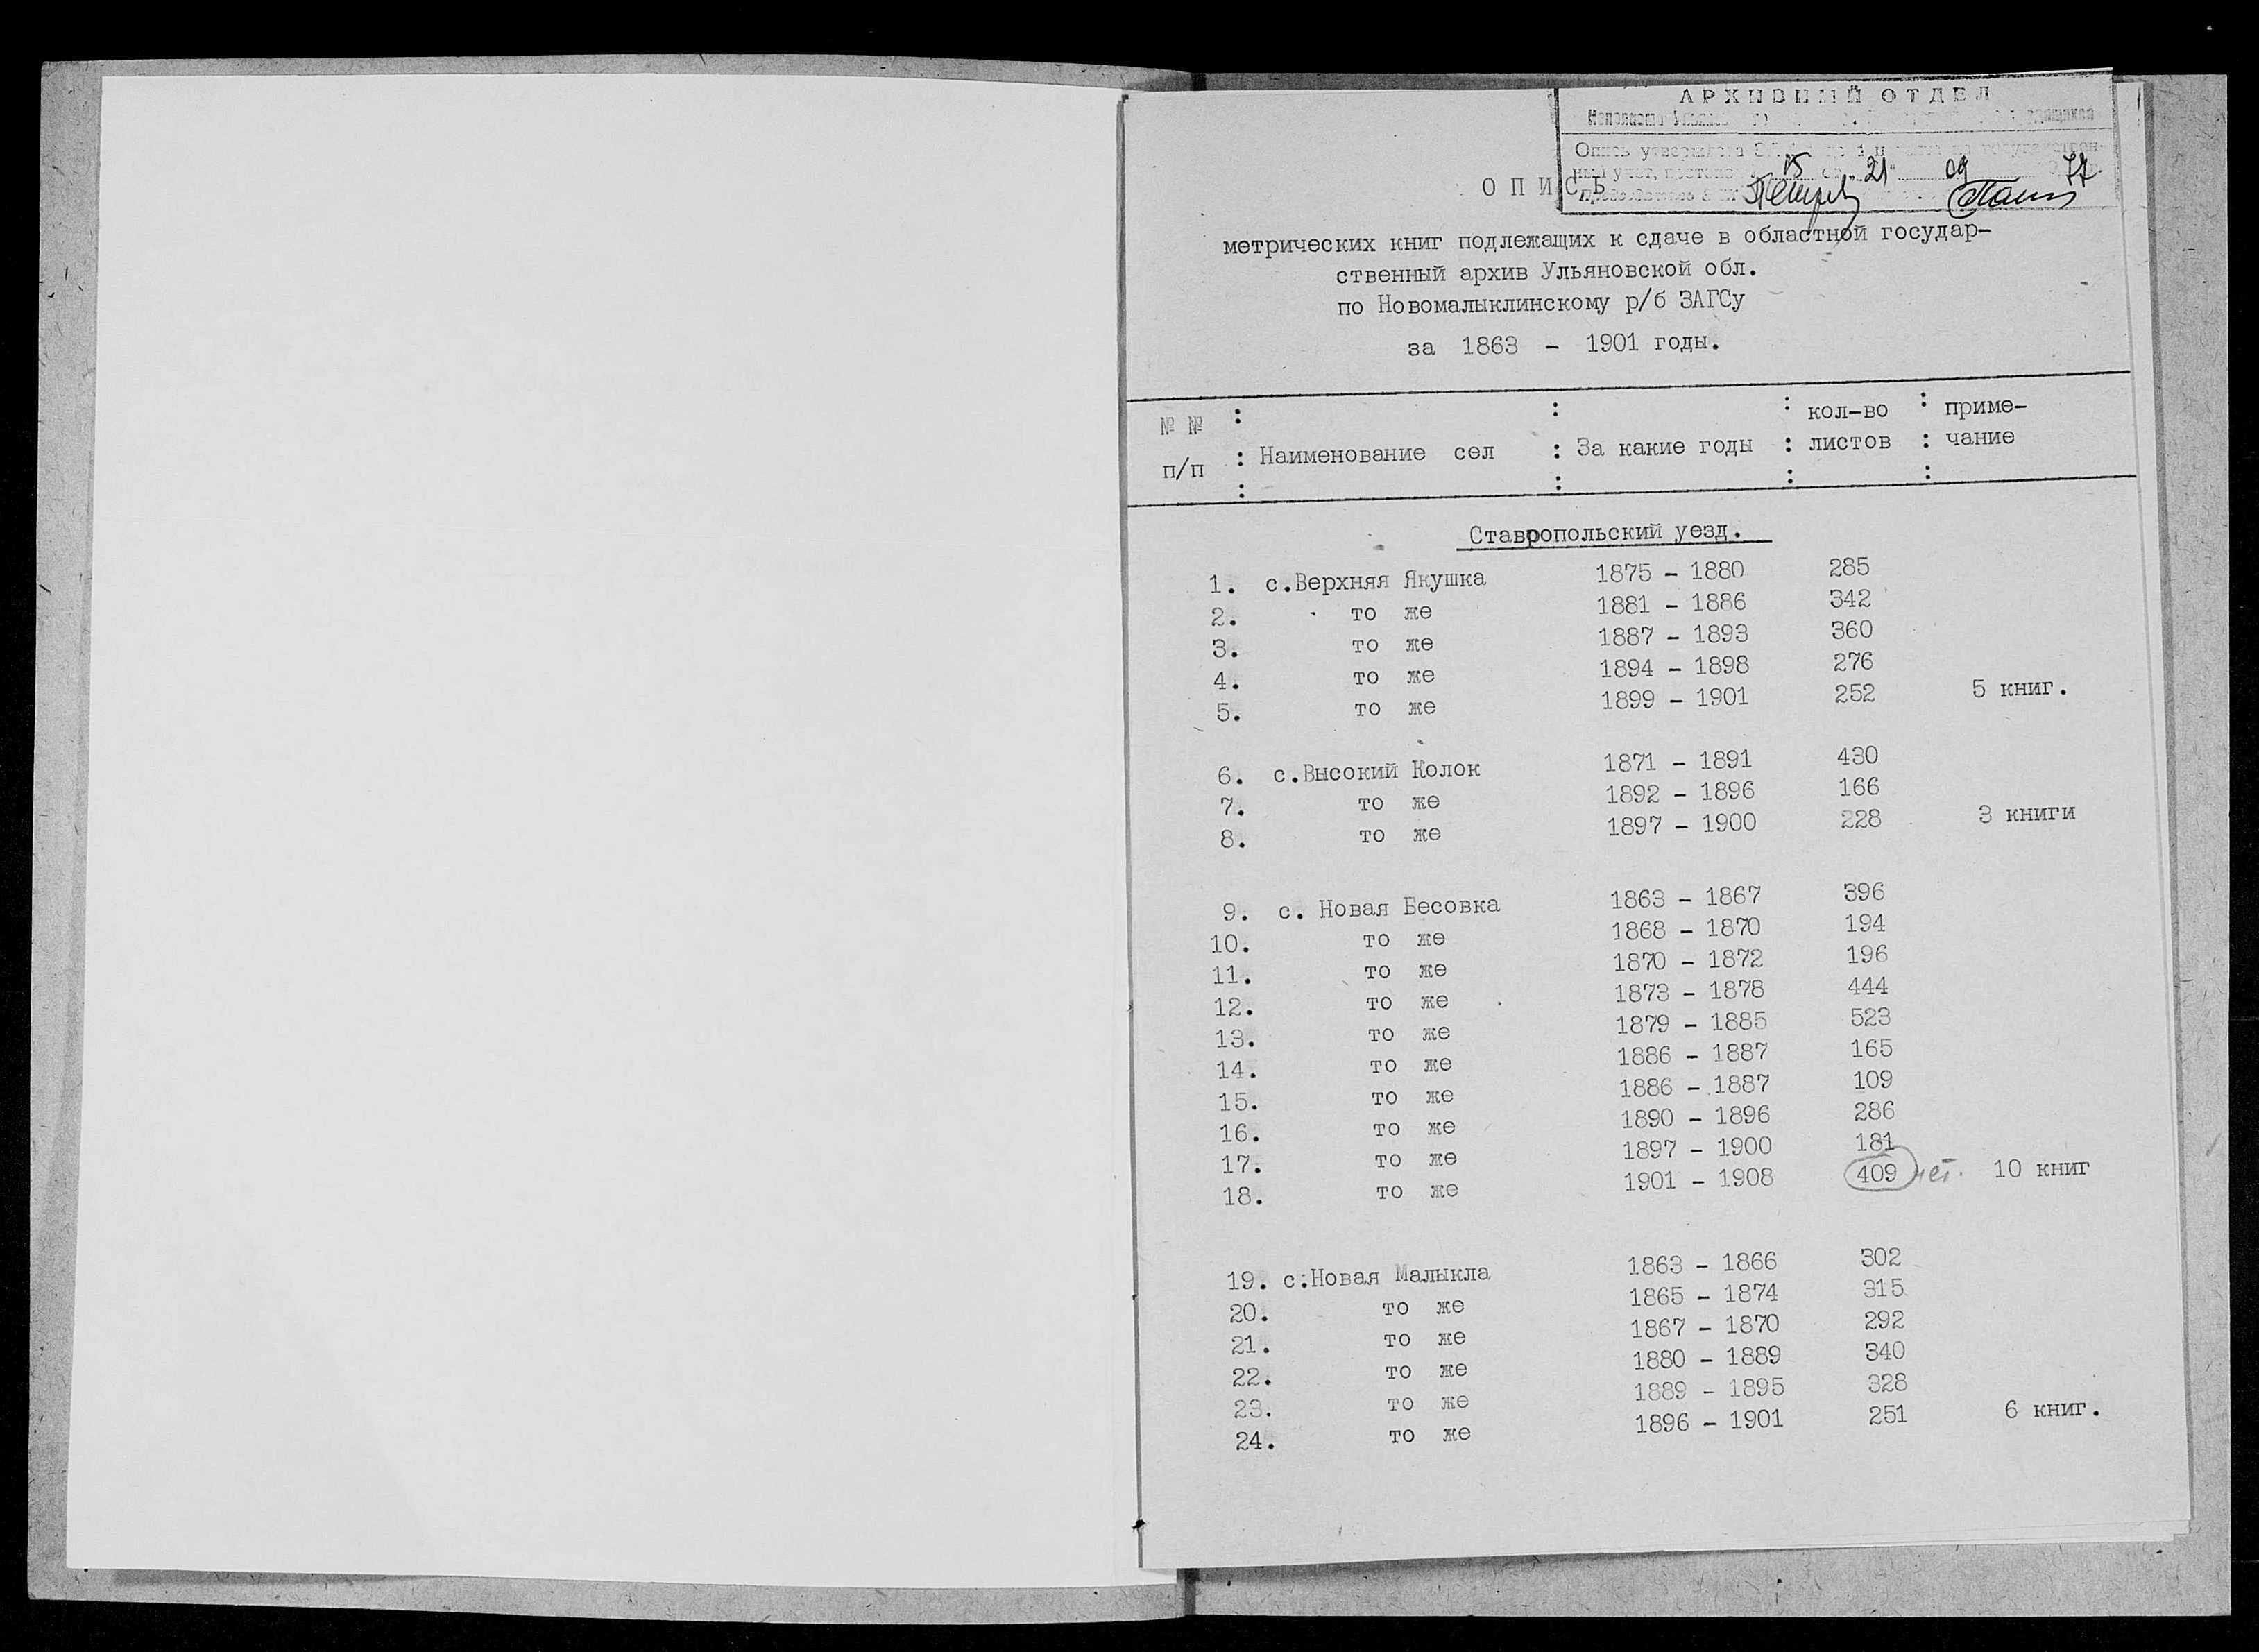 АРХИВНЫЙ ОТДЕЛ
Опись утверждена
15 21 09 77
ОПИСЬ
метрических книг подлежащих к сдаче в областной государ-
ственный архив Ульяновской обл.
по Новомалыклинскому р/б ЗАГСу
за 1863 - 1901 годы.
№ № : : : кол-во : приме-
п/п : Наименование сел : За какие годы : листов : чание
Ставропольский уезд.
1. с.Верхняя Якушка 1875 - 1880 285
2. то же 1881 - 1886 342
3. то же 1887 - 1893 360
4. то же 1894 - 1898 276
5. то же 1899 - 1901 252 5 книг.
6. с.Высокий Колок 1871 - 1891 430
7. то же 1892 - 1896 166
8. то же 1897 - 1900 228 3 книги
9. с. Новая Бесовка 1863 - 1867 396
10. то же 1868 - 1870 194
11. то же 1870 - 1872 196
12. то же 1873 - 1878 444
13. то же 1879 - 1885 523
14. то же 1886 - 1887 165
15. то же 1886 - 1887 109
16. то же 1890 - 1896 286
17. то же 1897 - 1900 181
18. то же 1901 - 1908 409 нет. 10 книг
19. с.Новая Малыкла 1863 - 1866 302
20. то же 1865 - 1874 315
21. то же 1867 - 1870 292
22. то же 1880 - 1889 340
23. то же 1889 - 1895 328
24. то же 1896 - 1901 251 6 книг.